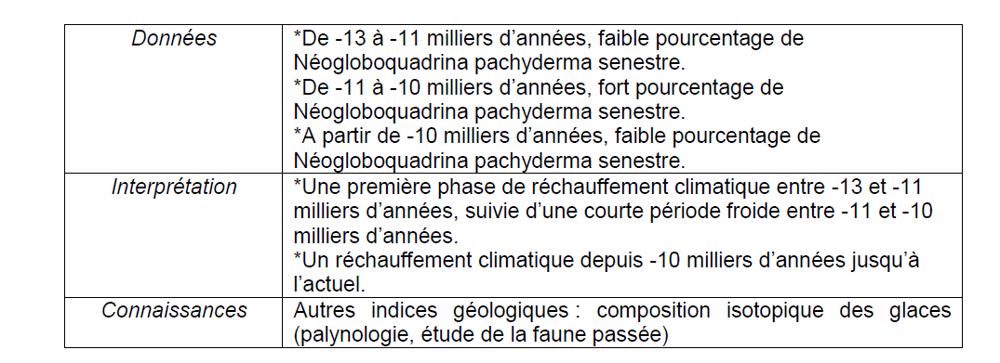 Données
*De -13 à -11 milliers d’années, faible pourcentage de
Néogloboquadrina pachyderma senestre.
*De -11 à -10 milliers d’années, fort pourcentage de
Néogloboquadrina pachyderma senestre.
*A partir de -10 milliers d’années, faible pourcentage de
Néogloboquadrina pachyderma senestre.
Interprétation
*Une première phase de réchauffement climatique entre -13 et -11
milliers d’années, suivie d’une courte période froide entre -11 et -10
milliers d’années.
*Un réchauffement climatique depuis -10 milliers d’années jusqu’à
l’actuel.
Connaissances
Autres indices géologiques : composition isotopique des glaces
(palynologie, étude de la faune passée)